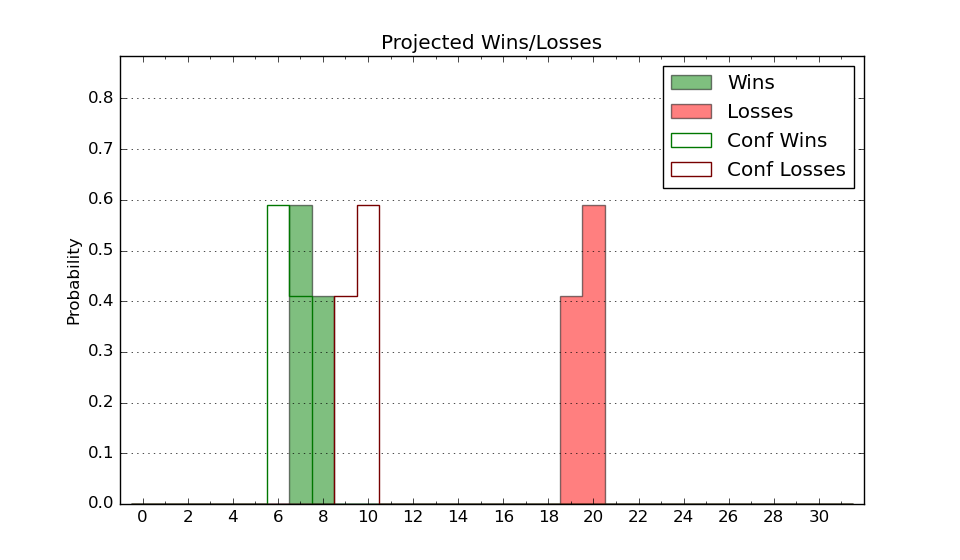 Projected Wins/Losses
Wins
Losses
Conf Wins
Conf Losses
Probability
0.8
0.7
0.6
0.5
0.4
0.3
0.2
0.1
0.0
0 2 4 6 8 10 12 14 16 18 20 22 24 26 28 30